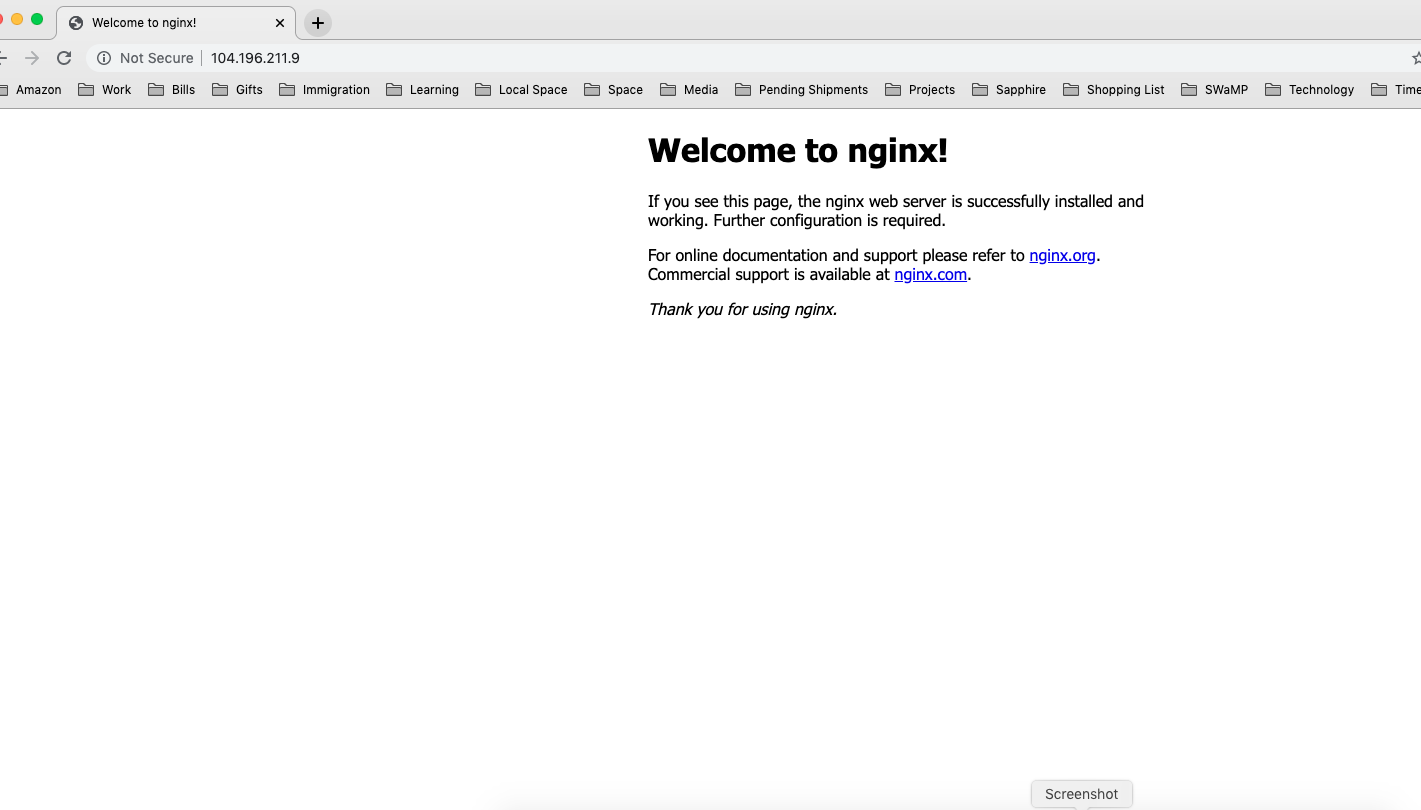 Welcome to nginx!
Not Secure 104.196.211.9
Amazon Work Bills Gifts Immigration Learning Local Space Space Media Pending Shipments Projects Sapphire Shopping List SWaMP Technology Time
Welcome to nginx!
If you see this page, the nginx web server is successfully installed and
working. Further configuration is required.
For online documentation and support please refer to nginx.org.
Commercial support is available at nginx.com.
Thank you for using nginx.
Screenshot